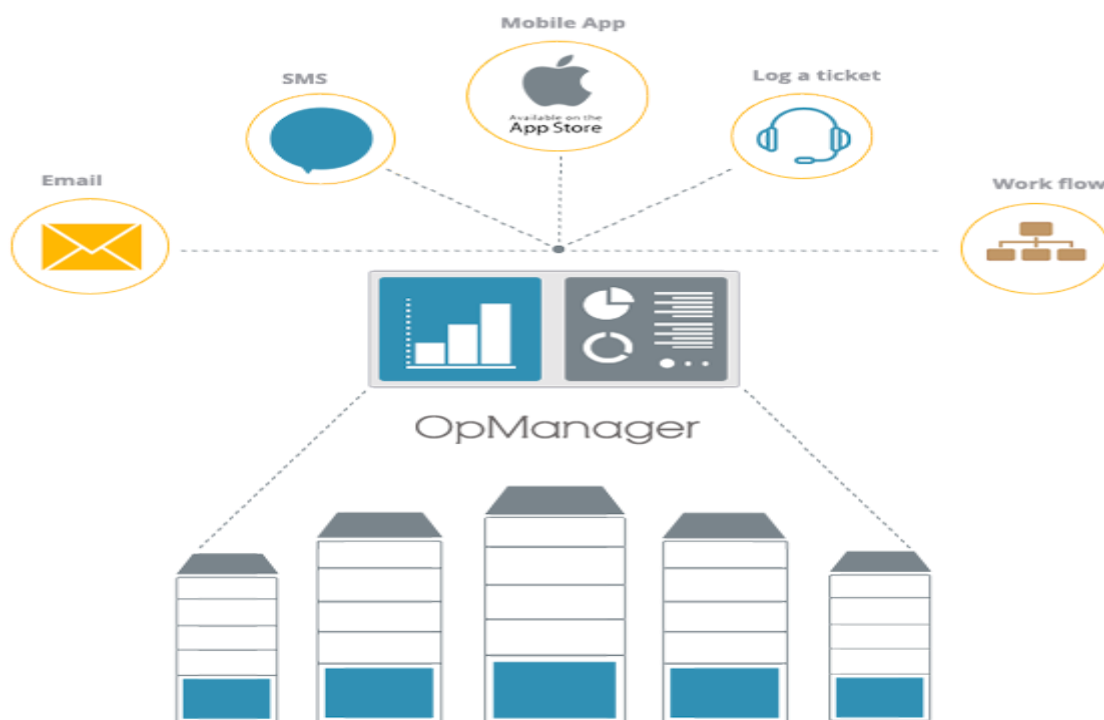 Mobile App
SMS
Log a ticket
Available on the
App Store
Email
Work flow
OpManager